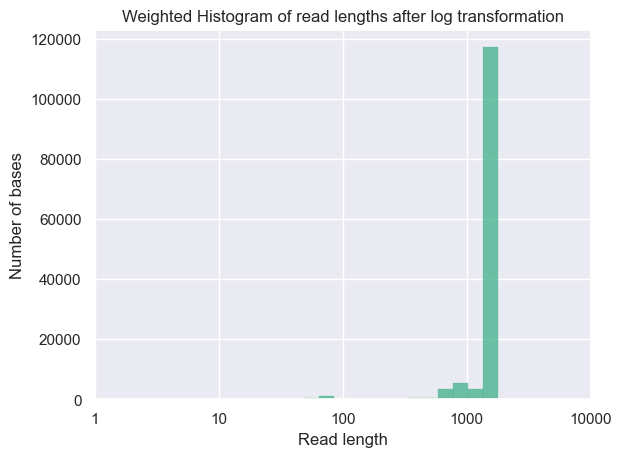 Weighted Histogram of read lengths after log transformation
120000
100000
80000
60000
40000
20000
0
Number of bases
1 10 100 1000 10000
Read length